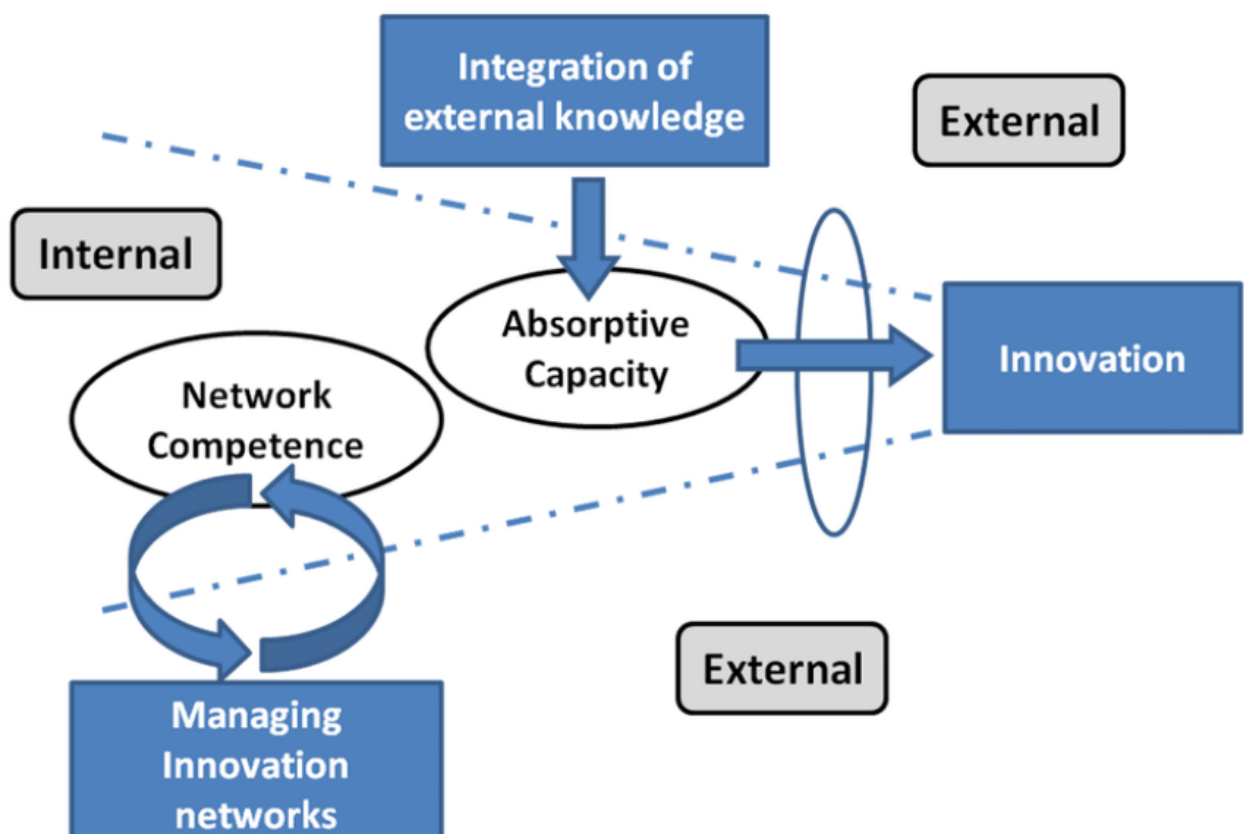 Integration of
external knowledge
External
Internal
Absorptive
Capacity
Innovation
Network
Competence
External
Managing
Innovation
networks